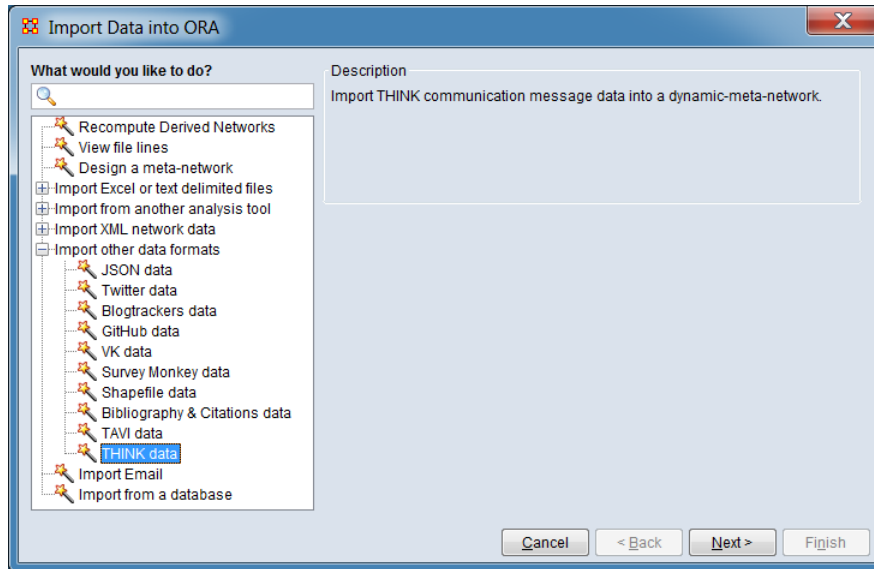 Import Data into ORA
What would you like to do?
Recompute Derived Networks
View file lines
Design a meta-network
Import Excel or text delimited files
Import from another analysis tool
Import XML network data
Import other data formats
JSON data
Twitter data
Blogtrackers data
GitHub data
VK data
Survey Monkey data
Shapefile data
Bibliography & Citations data
TAVI data
THINK data
Import Email
Import from a database
Description
Import THINK communication message data into a dynamic-meta-network.
Cancel
< Back
Next >
Finish